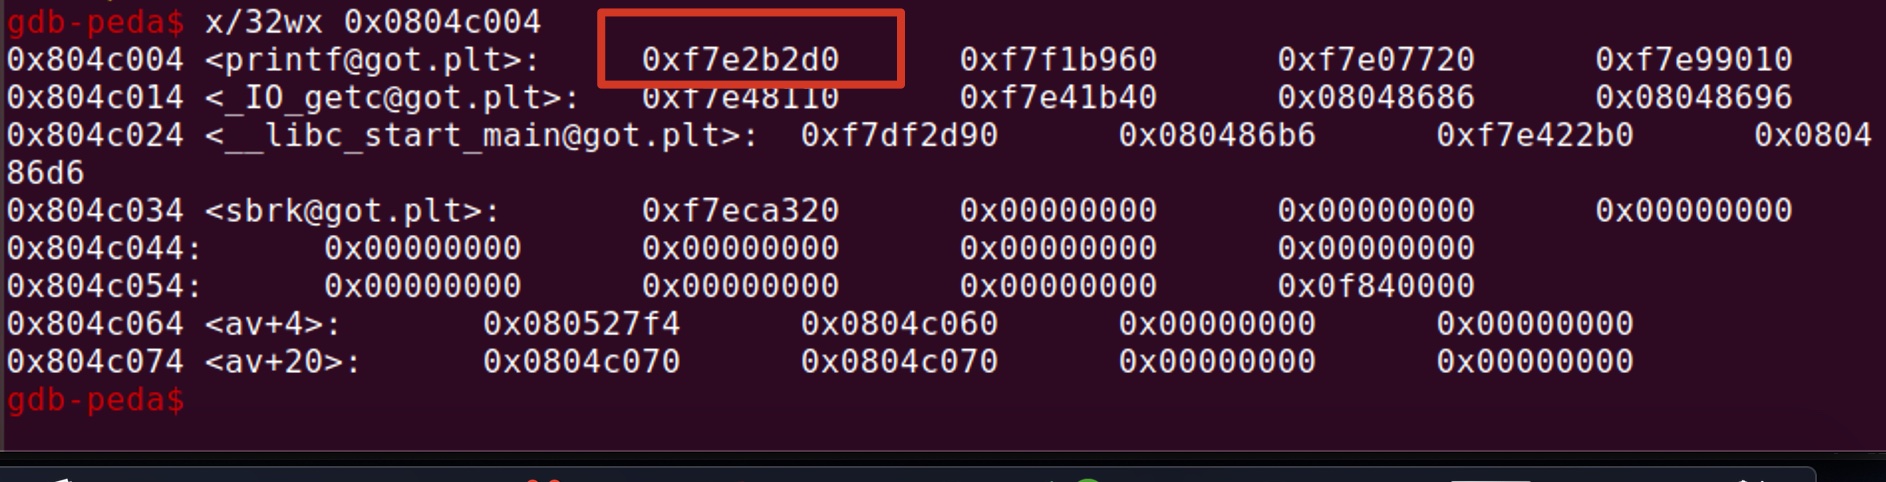 gdb-peda$ x/32wx 0x0804c004
0x804c004 <printf@got.plt>: 0xf7e2b2d0 0xf7f1b960 0xf7e07720 0xf7e99010
0x804c014 <_IO_getc@got.plt>: 0xf7e48110 0xf7e41b40 0x08048686 0x08048696
0x804c024 <__libc_start_main@got.plt>: 0xf7df2d90 0x080486b6 0xf7e422b0 0x0804
86d6
0x804c034 <sbrk@got.plt>: 0xf7eca320 0x00000000 0x00000000 0x00000000
0x804c044: 0x00000000 0x00000000 0x00000000 0x00000000
0x804c054: 0x00000000 0x00000000 0x00000000 0x0f840000
0x804c064 <av+4>: 0x080527f4 0x0804c060 0x00000000 0x00000000
0x804c074 <av+20>: 0x0804c070 0x0804c070 0x00000000 0x00000000
gdb-peda$